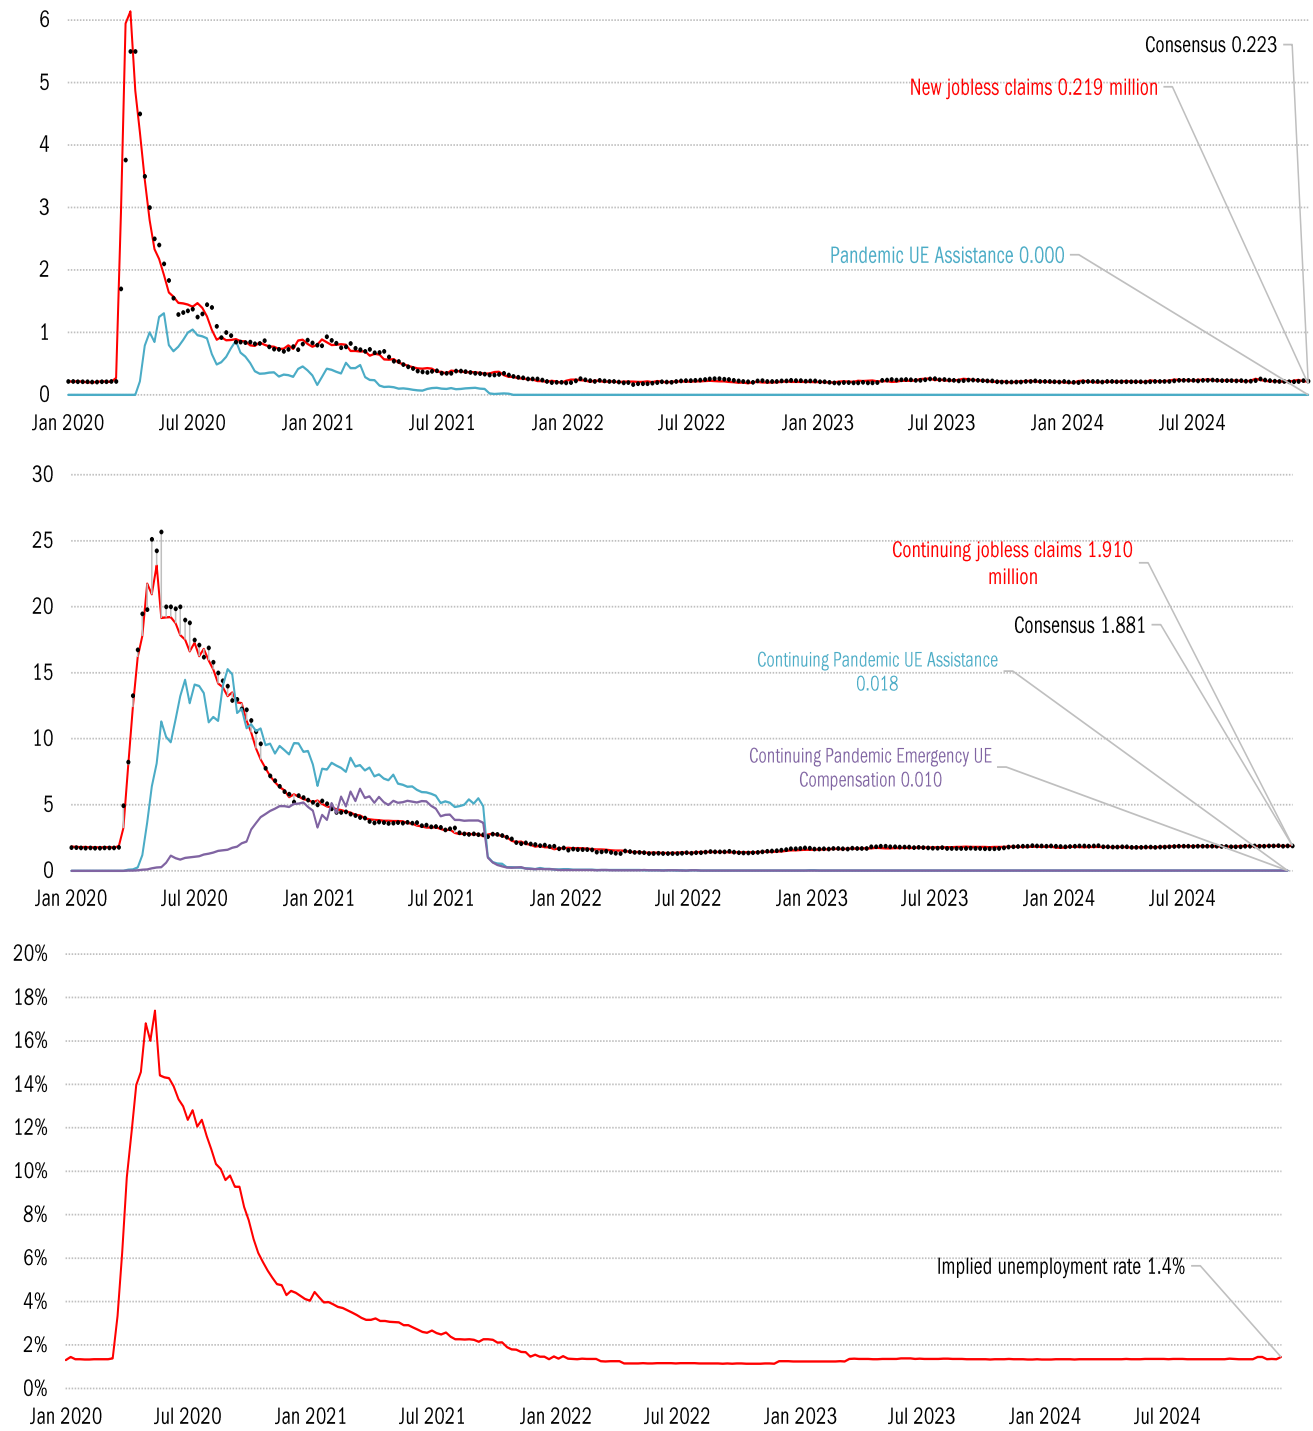 6
Consensus 0.223
5
New jobless claims 0.219 million
4
3
Pandemic UE Assistance 0.000
2
1
0
Jan 2020 Jul 2020 Jan 2021 Jul 2021 Jan 2022 Jul 2022 Jan 2023 Jul 2023 Jan 2024 Jul 2024
30
25
Continuing jobless claims 1.910
million
20
Consensus 1.881
15
Continuing Pandemic UE Assistance
0.018
10
Continuing Pandemic Emergency UE
Compensation 0.010
5
0
Jan 2020 Jul 2020 Jan 2021 Jul 2021 Jan 2022 Jul 2022 Jan 2023 Jul 2023 Jan 2024 Jul 2024
20%
18%
16%
14%
12%
10%
8%
6%
Implied unemployment rate 1.4%
4%
2%
0%
Jan 2020 Jul 2020 Jan 2021 Jul 2021 Jan 2022 Jul 2022 Jan 2023 Jul 2023 Jan 2024 Jul 2024